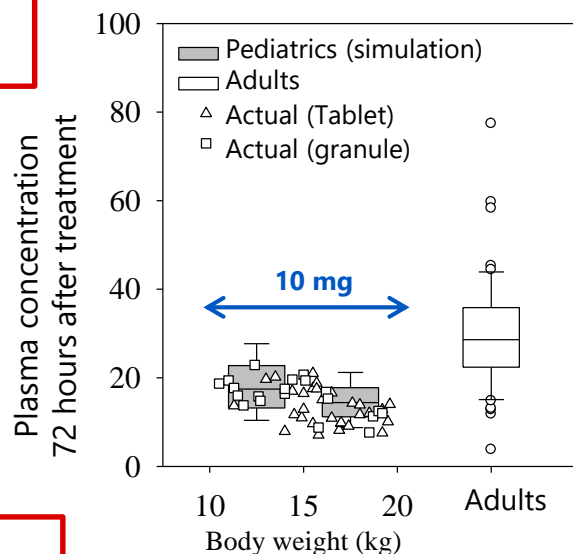 100
80
60
40
20
0
Plasma concentration
72 hours after treatment
Pediatrics (simulation)
Adults
Actual (Tablet)
Actual (granule)
10 mg
10
15
20
Adults
Body weight (kg)